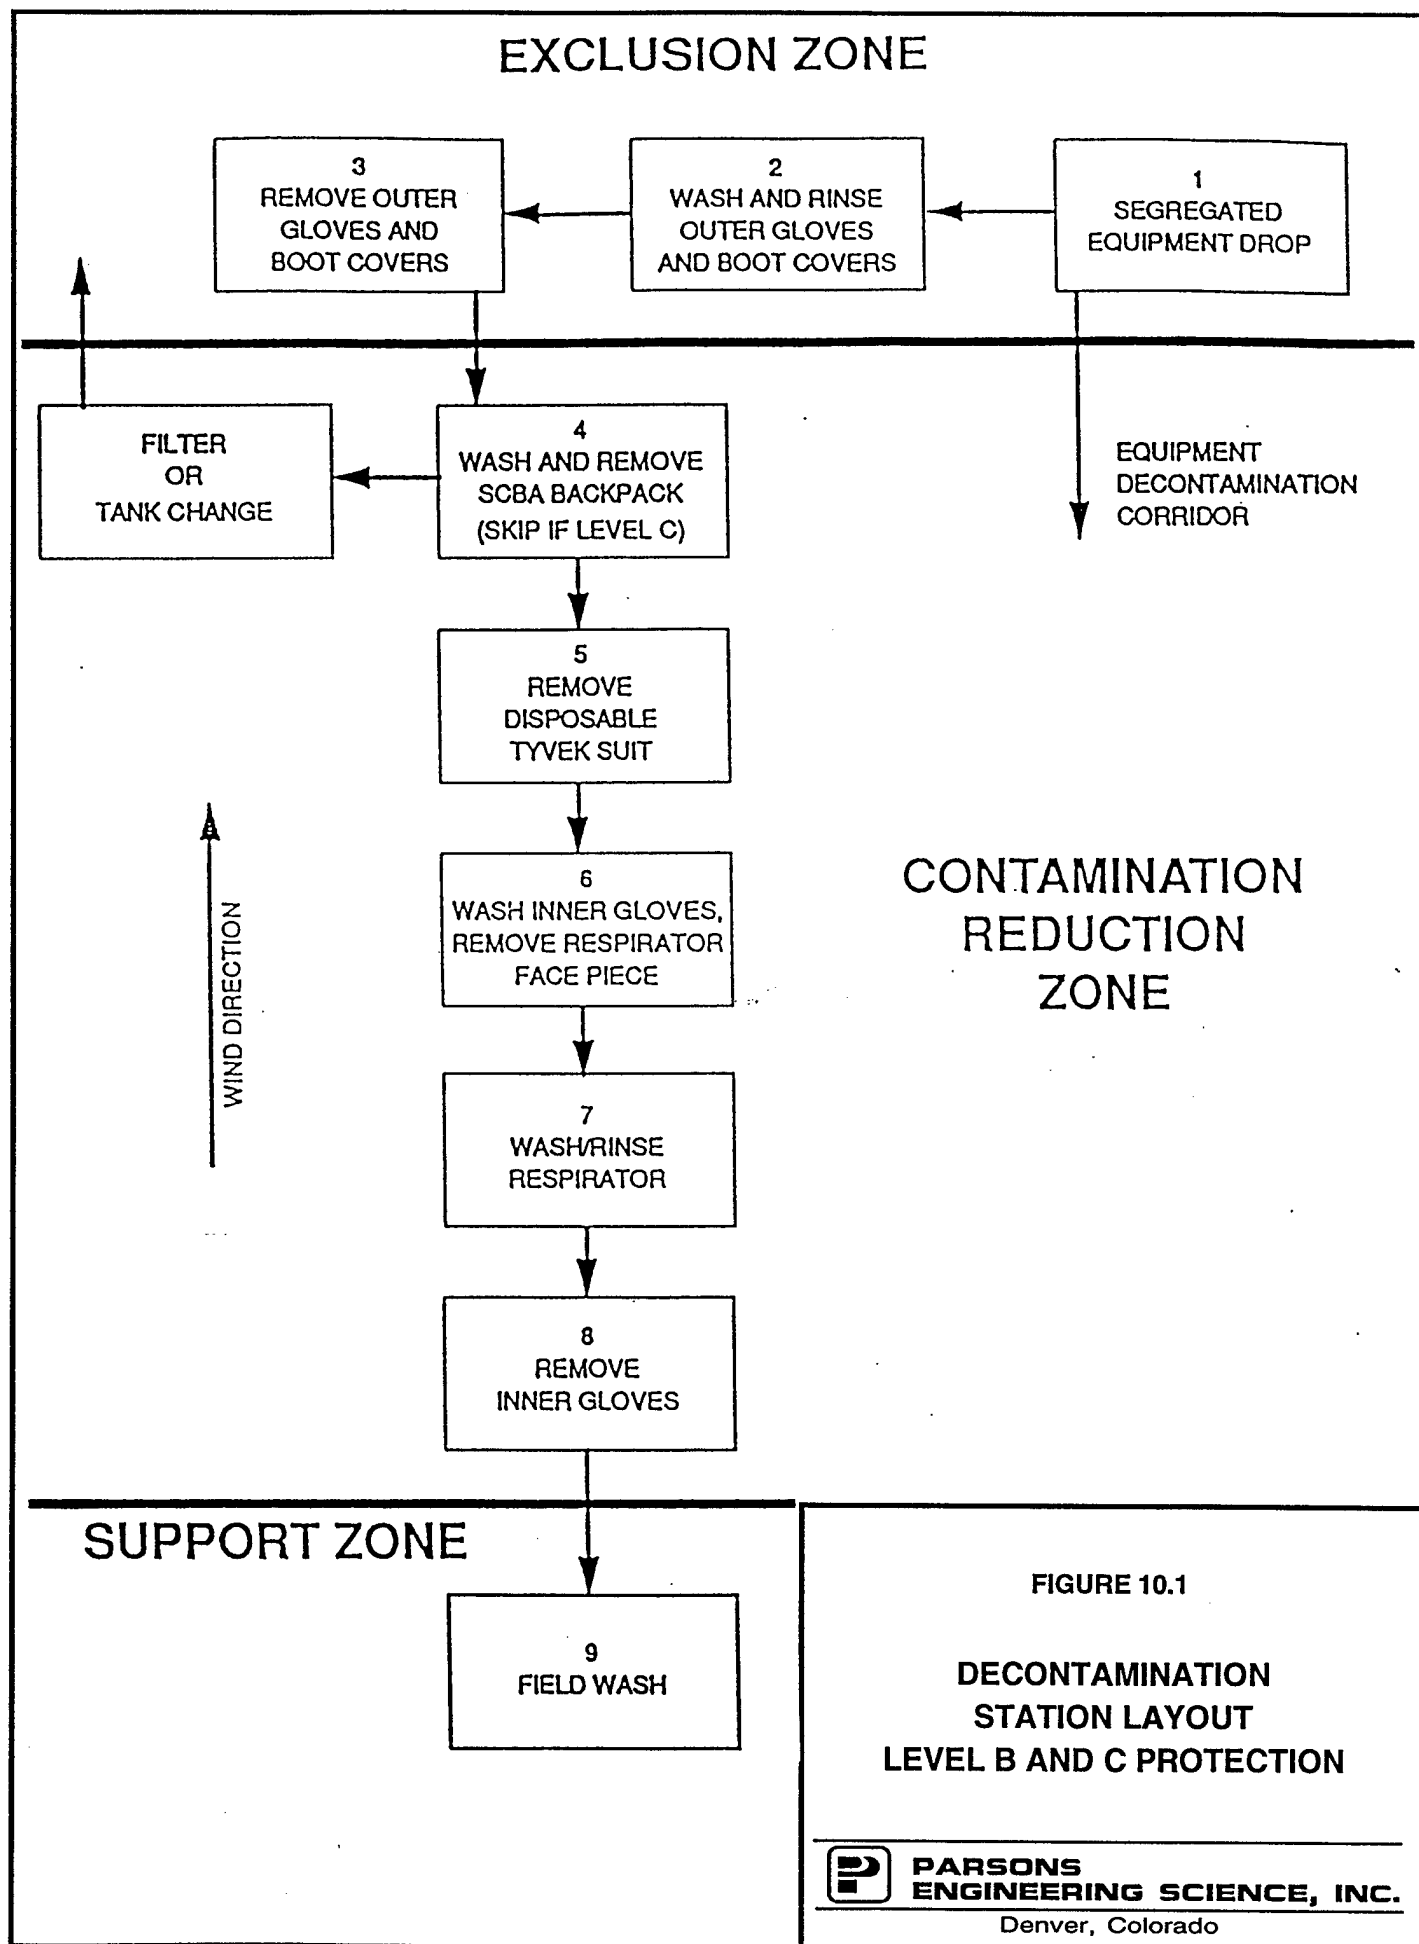 EXCLUSION ZONE
3
REMOVE OUTER
GLOVES AND
BOOT COVERS
2
WASH AND RINSE
OUTER GLOVES
AND BOOT COVERS
1
SEGREGATED
EQUIPMENT DROP
FILTER
OR
TANK CHANGE
4
WASH AND REMOVE
SCBA BACKPACK
(SKIP IF LEVEL C)
EQUIPMENT
DECONTAMINATION
CORRIDOR
5
REMOVE
DISPOSABLE
TYVEK SUIT
WIND DIRECTION
6
WASH INNER GLOVES,
REMOVE RESPIRATOR
FACE PIECE
CONTAMINATION
REDUCTION
ZONE
7
WASH/RINSE
RESPIRATOR
8
REMOVE
INNER GLOVES
SUPPORT ZONE
9
FIELD WASH
FIGURE 10.1
DECONTAMINATION
STATION LAYOUT
LEVEL B AND C PROTECTION
PARSONS
ENGINEERING SCIENCE, INC.
Denver, Colorado